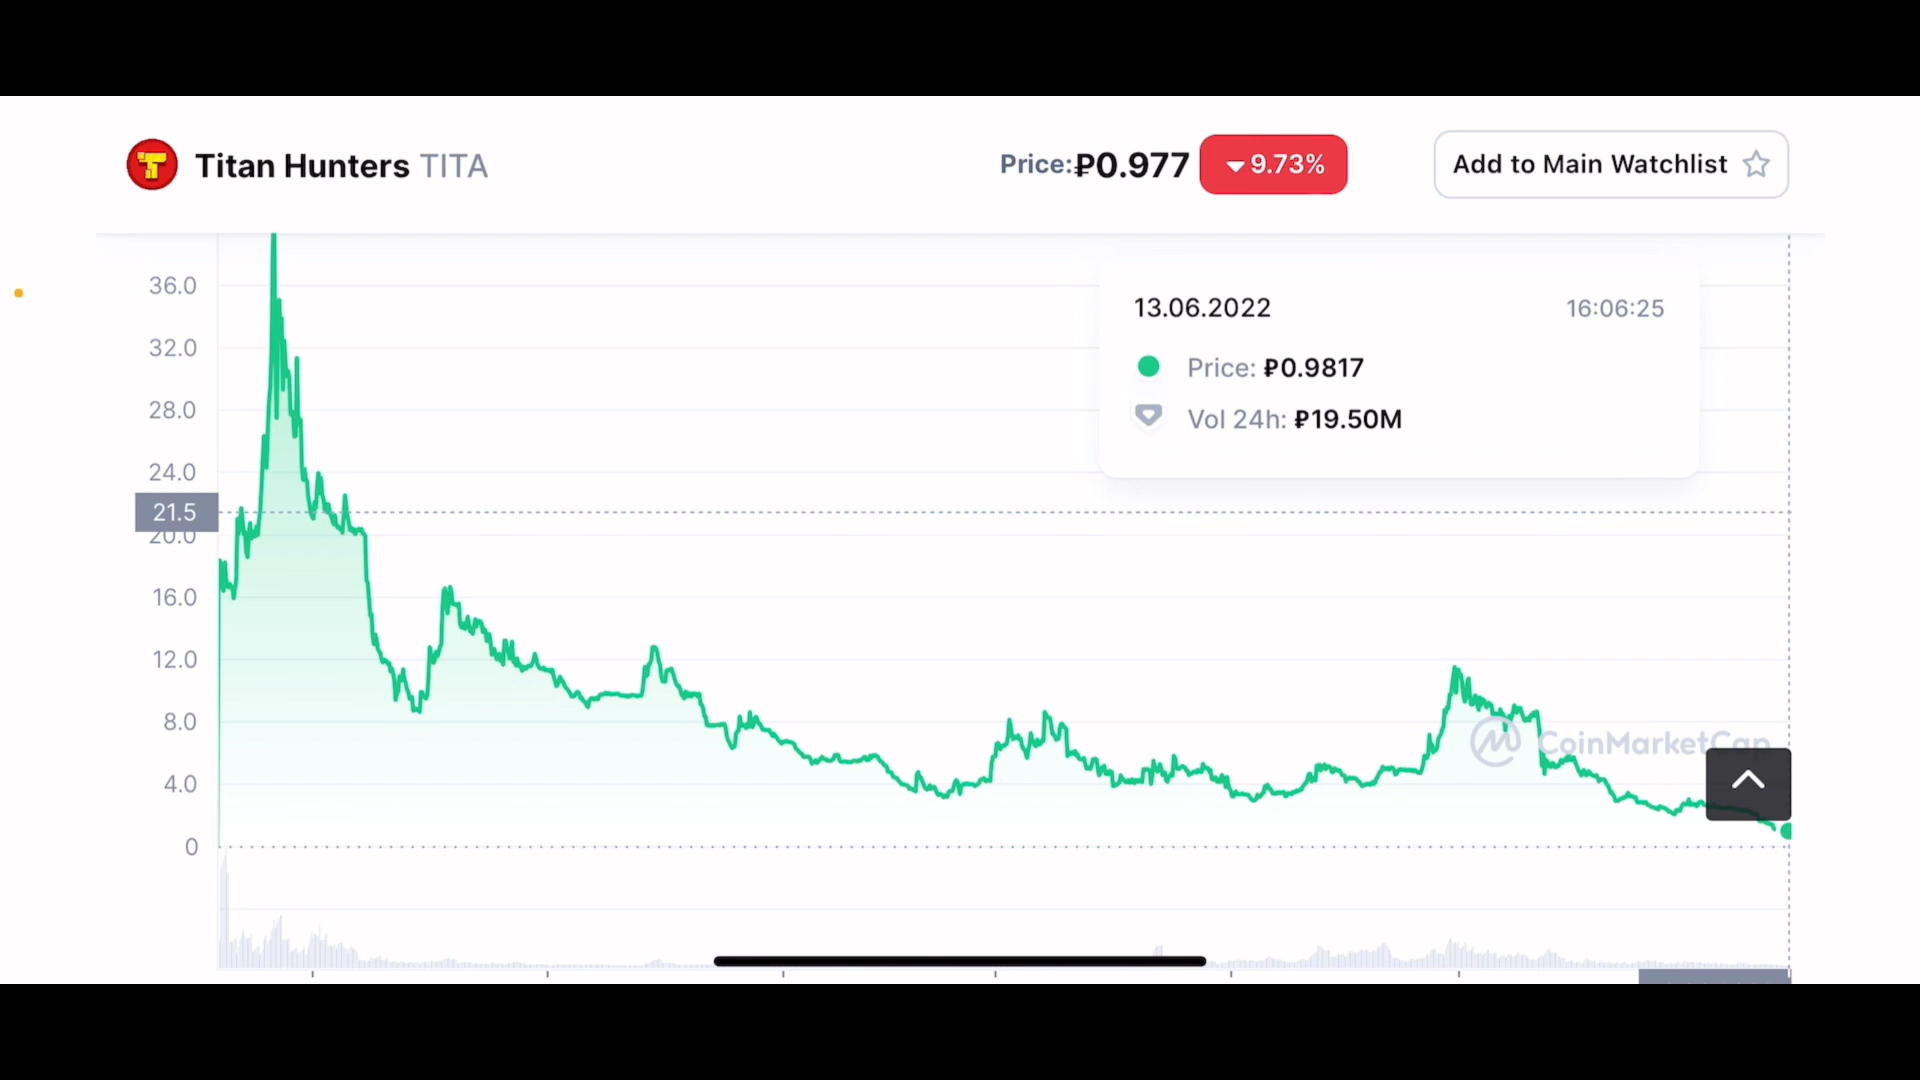 Titan Hunters TITA
Price:₽0.977 9.73%
Add to Main Watchlist
36.0
32.0
28.0
24.0
21.5
20.0
16.0
12.0
8.0
4.0
0
13.06.2022 16:06:25
Price: ₽0.9817
Vol 24h: ₽19.50M
CoinMarketCap